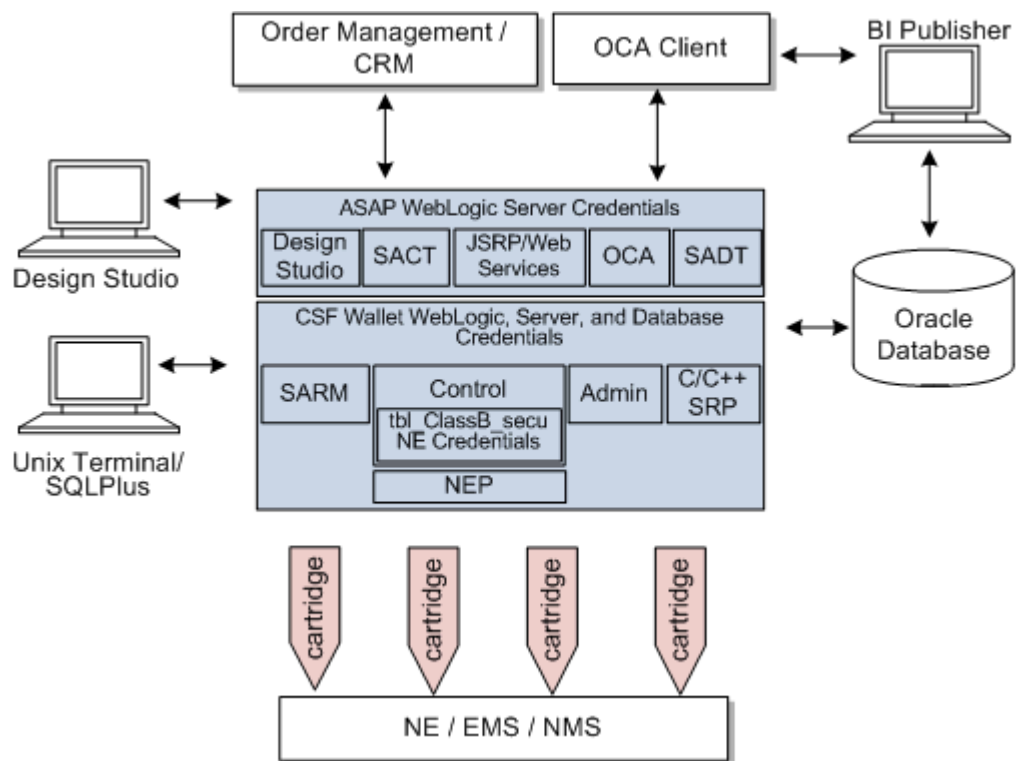 Order Management /
CRM
OCA Client
BI Publisher
ASAP WebLogic Server Credentials
Design
Studio
SACT
JSRP/Web
Services
OCA
SADT
Design Studio
CSF Wallet WebLogic, Server, and Database
Credentials
Oracle
Database
SARM
Control
tbl_ClassB_secu
NE Credentials
Admin
C/C++
SRP
NEP
Unix Terminal/
SQLPlus
cartridge
cartridge
cartridge
cartridge
NE / EMS / NMS